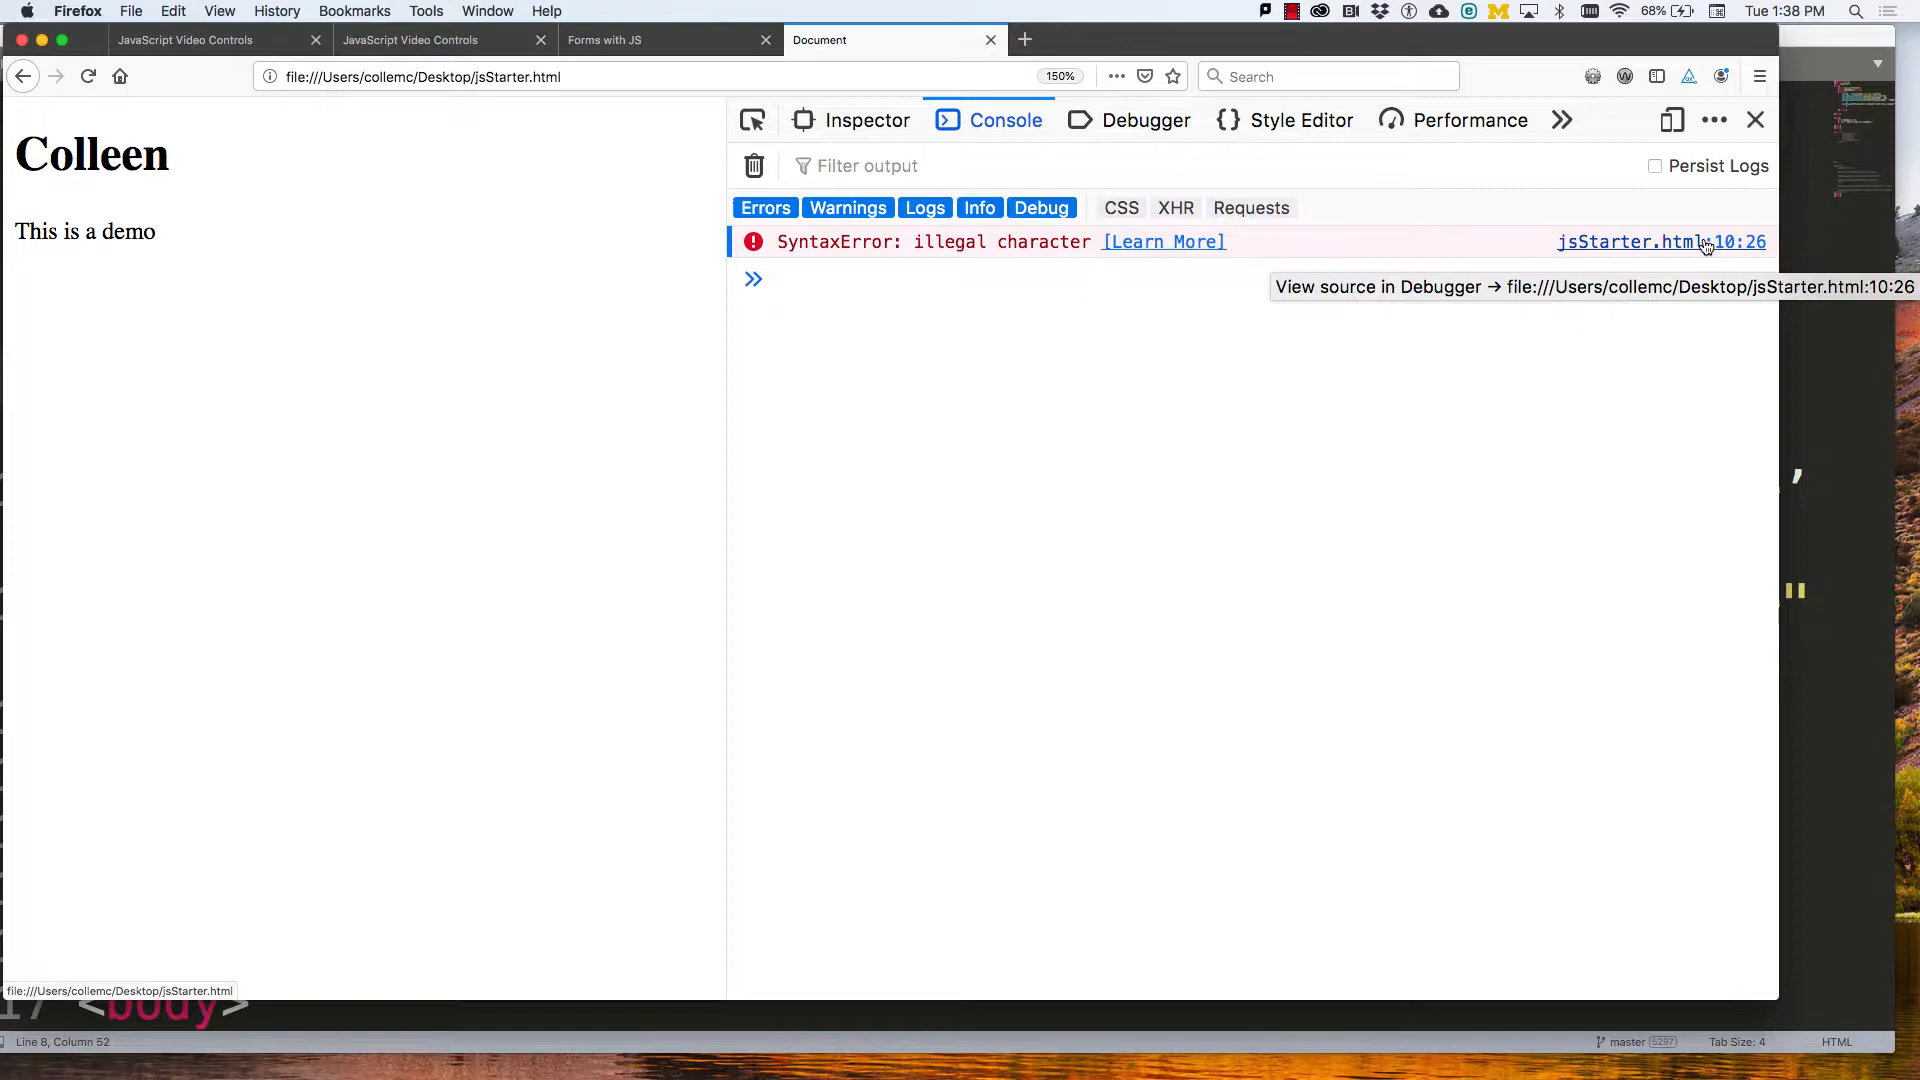 Firefox File Edit View History Bookmarks Tools Window Help 68% Tue 1:38 PM
JavaScript Video Controls JavaScript Video Controls Forms with JS Document
file:///Users/collemc/Desktop/jsStarter.html 150% Search
Inspector Console Debugger Style Editor Performance
Colleen
Filter output Persist Logs
Errors Warnings Logs Info Debug CSS XHR Requests
This is a demo
SyntaxError: illegal character [Learn More] jsStarter.html:10:26
View source in Debugger → file:///Users/collemc/Desktop/jsStarter.html:10:26
,
"
file:///Users/collemc/Desktop/jsStarter.html
17 <body>
Line 8, Column 52 master 5297 Tab Size: 4 HTML